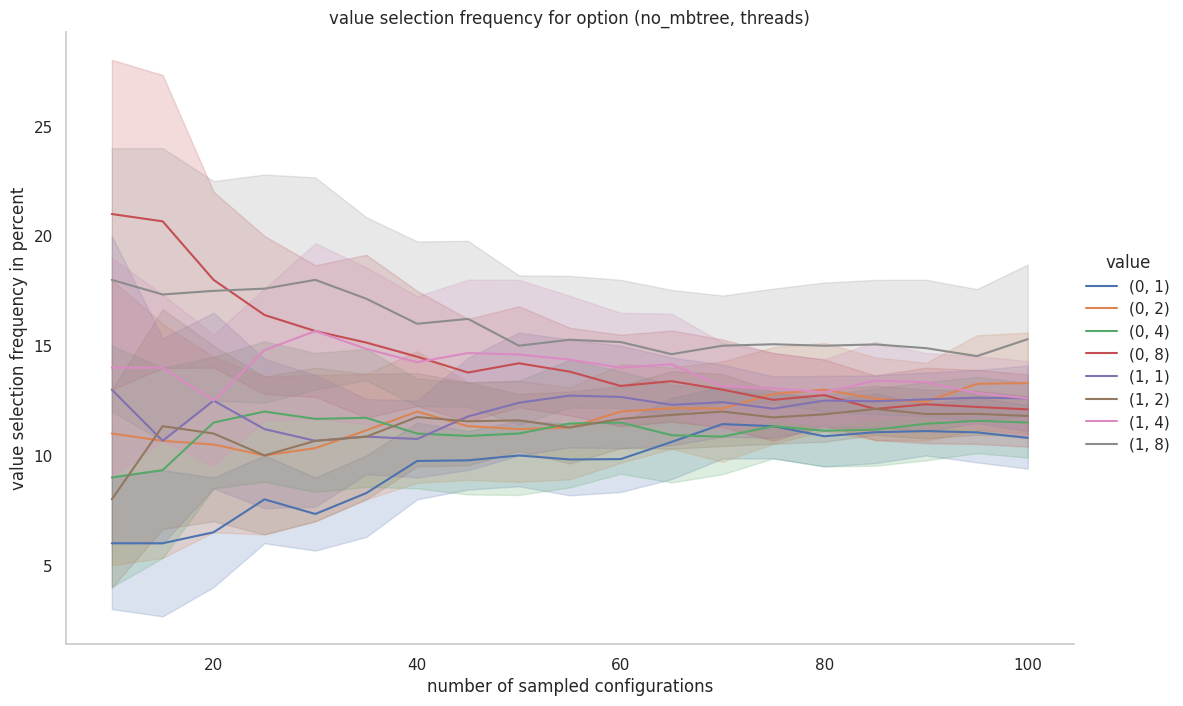 value selection frequency for option (no_mbtree, threads)
value selection frequency in percent
25
20
15
10
5
20 40 60 80 100
number of sampled configurations
value
(0, 1)
(0, 2)
(0, 4)
(0, 8)
(1, 1)
(1, 2)
(1, 4)
(1, 8)